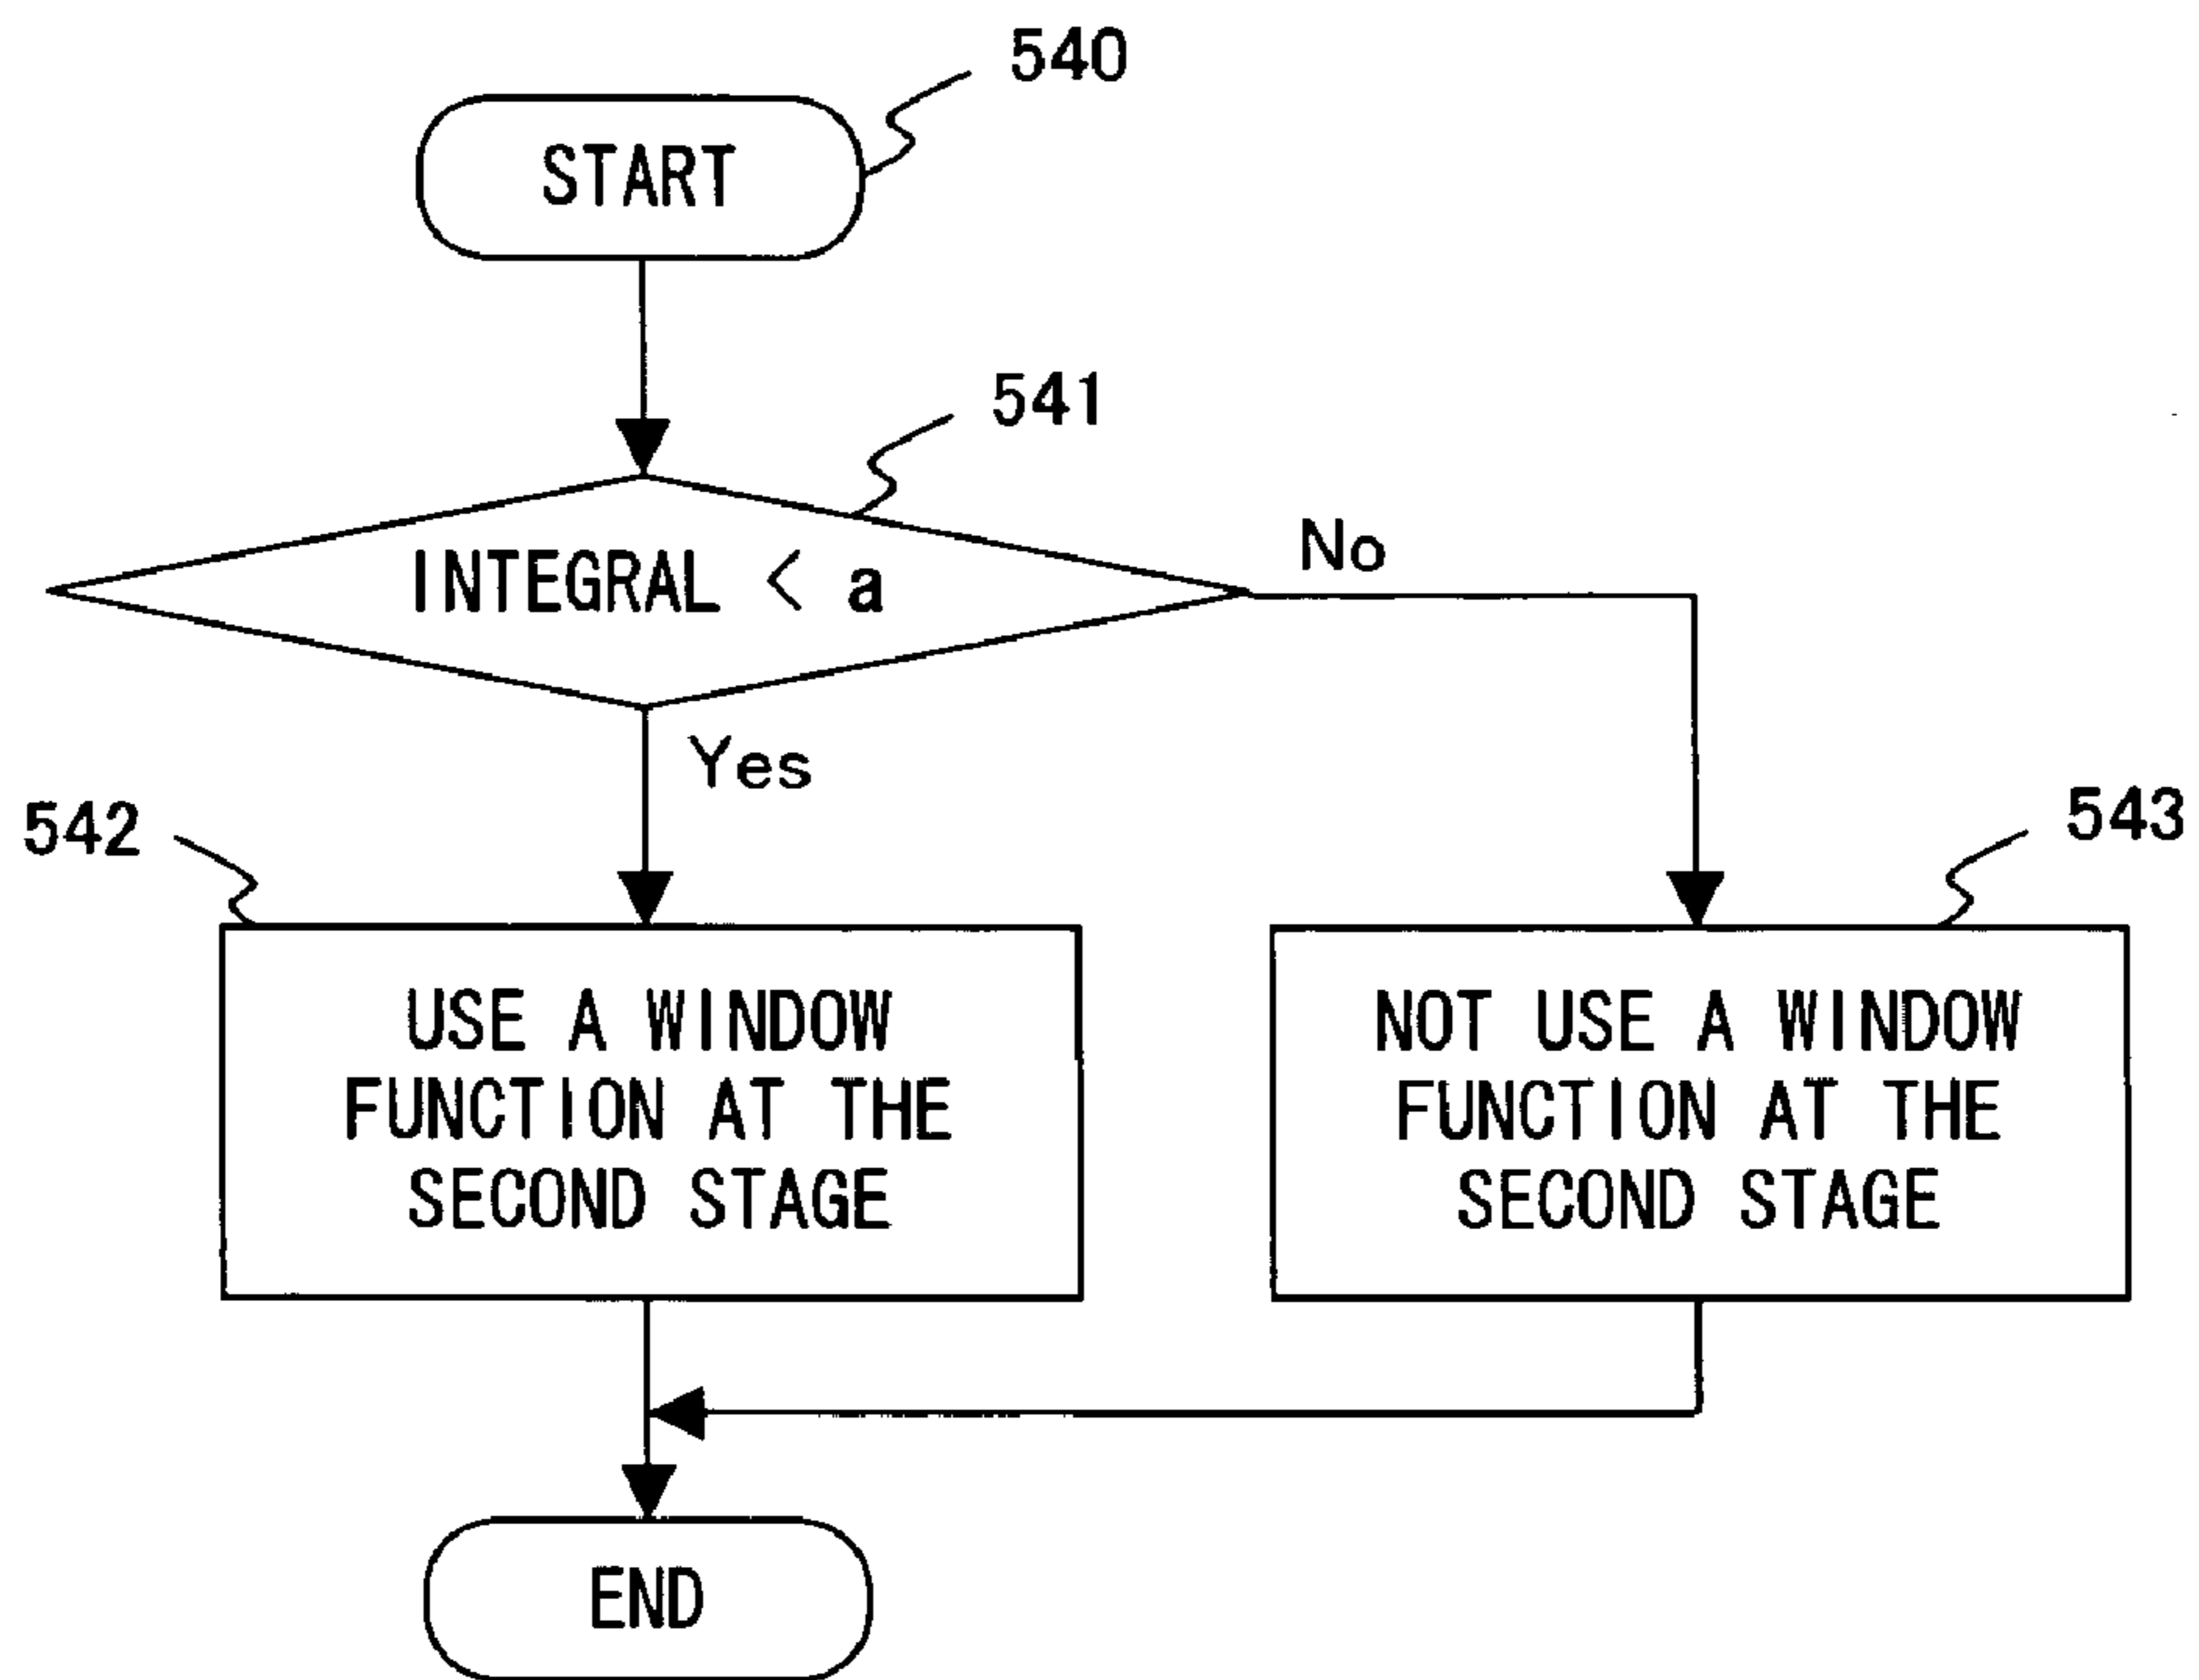 540
START
541
INTEGRAL < a
No
Yes
542
543
USE A WINDOW
FUNCTION AT THE
SECOND STAGE
NOT USE A WINDOW
FUNCTION AT THE
SECOND STAGE
END